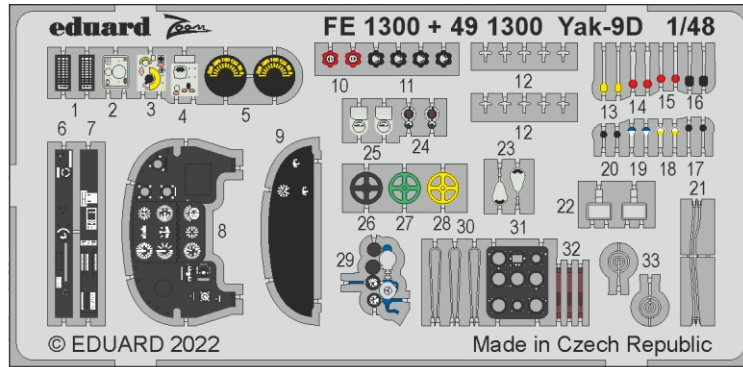 eduard Zoom FE 1300 + 49 1300 Yak-9D 1/48
1 2 3 4 5
10 11 12
13 14 15 16
12
6 7 9 25 24 23
20 19 18 17
8 26 27 28 22 21
29 30 31 32 33
© EDUARD 2022 Made in Czech Republic